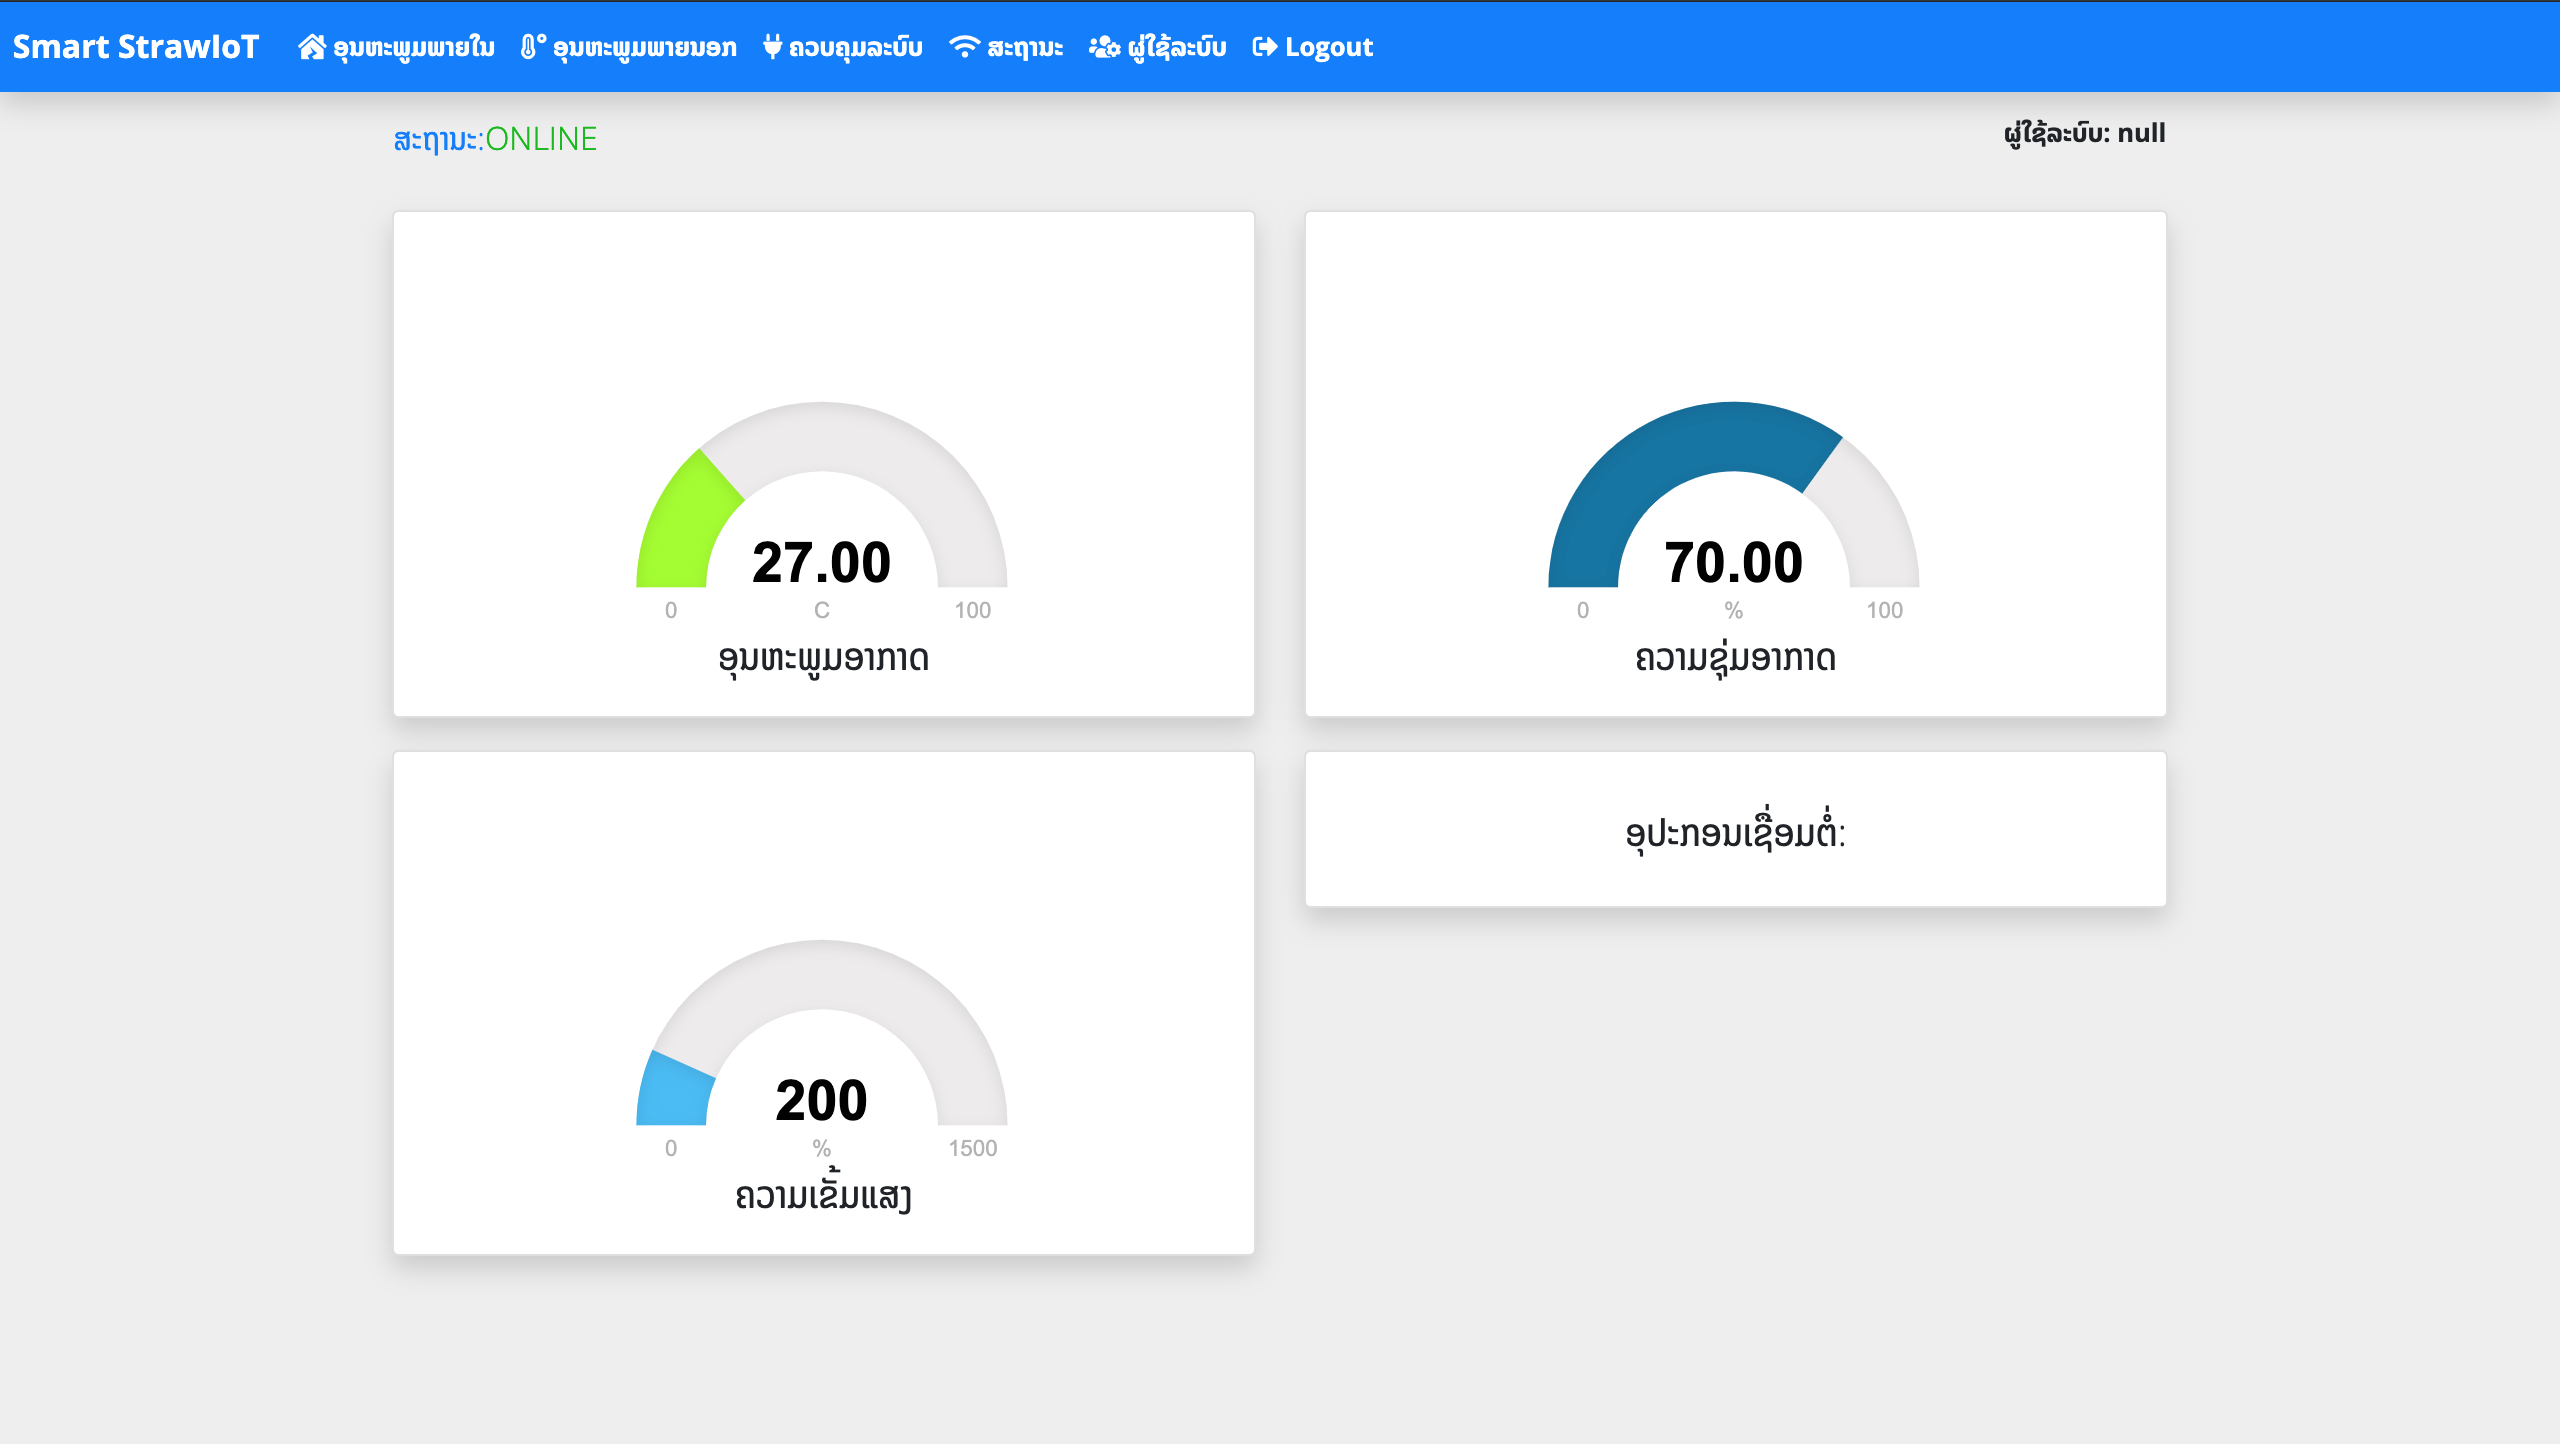 Smart StrawIoT ອຸນຫະພູມພາຍໃນ ອຸນຫະພູມພາຍນອກ ຄວບຄຸມລະບົບ ສະຖານະ ຜູ່ໃຊ້ລະບົບ Logout
ສະຖານະ:ONLINE
ຜູ່ໃຊ້ລະບົບ: null
27.00
0 C 100
ອຸນຫະພູມອາກາດ
70.00
0 % 100
ຄວາມຊຸ່ມອາກາດ
200
0 % 1500
ຄວາມເຂັ້ມແສງ
ອຸປະກອນເຊື່ອມຕໍ່: